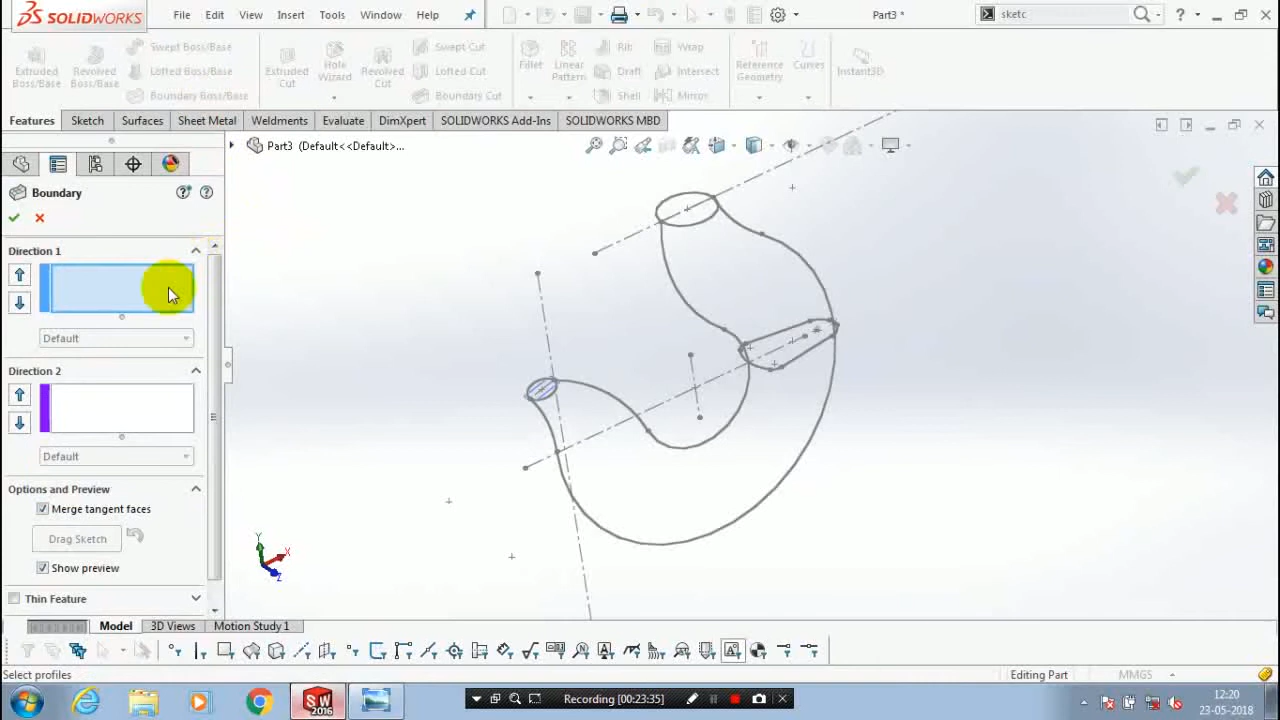 SOLIDWORKS
File Edit View Insert Tools Window Help
Part3 *
sketc
Extruded Boss/Base
Revolved Boss/Base
Swept Boss/Base
Lofted Boss/Base
Boundary Boss/Base
Extruded Cut
Hole Wizard
Revolved Cut
Swept Cut
Lofted Cut
Boundary Cut
Fillet
Linear Pattern
Rib
Draft
Shell
Wrap
Intersect
Mirror
Reference Geometry
Curves
Instant3D
Features Sketch Surfaces Sheet Metal Weldments Evaluate DimXpert SOLIDWORKS Add-Ins SOLIDWORKS MBD
Part3 (Default<<Default>...
Boundary
Direction 1
Default
Direction 2
Default
Options and Preview
Merge tangent faces
Drag Sketch
Show preview
Thin Feature
Y
X
Z
Model 3D Views Motion Study 1
Select profiles
Editing Part
MMGS
SW
2016
Recording [00:23:35]
12:20
23-05-2018